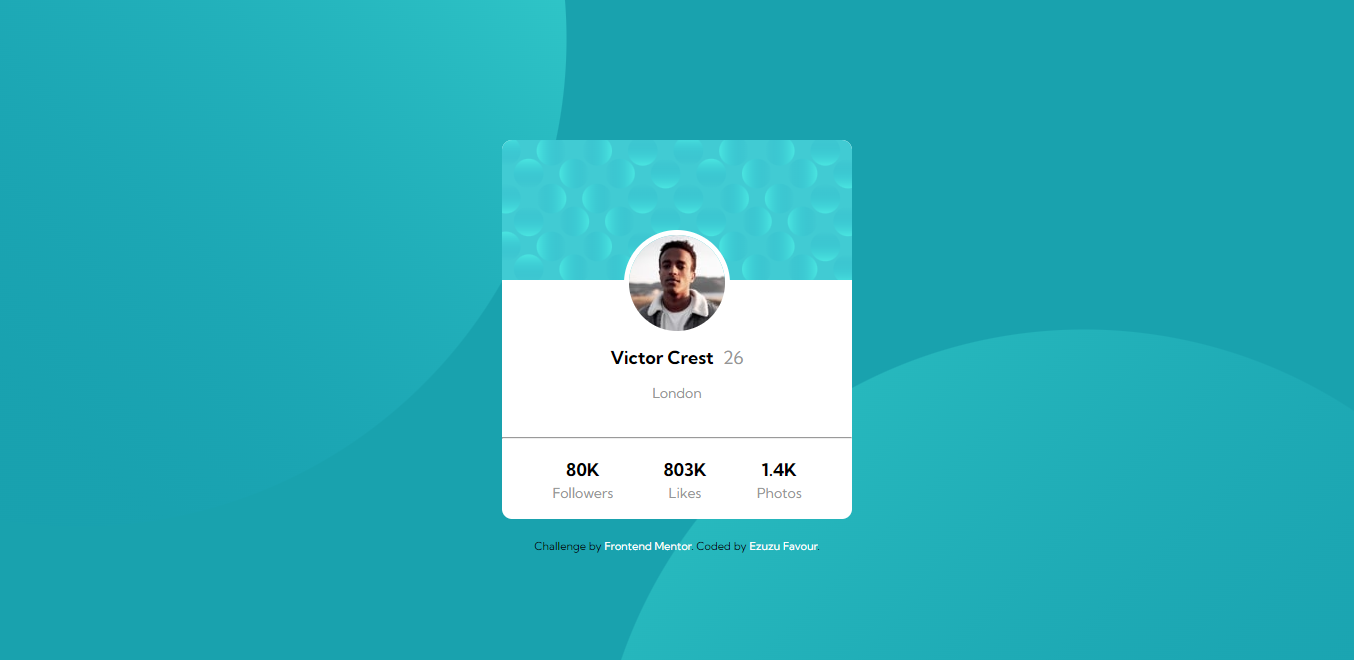 Victor Crest 26
London
80K 803K 1.4K
Followers Likes Photos
Challenge by Frontend Mentor. Coded by Ezuzu Favour.